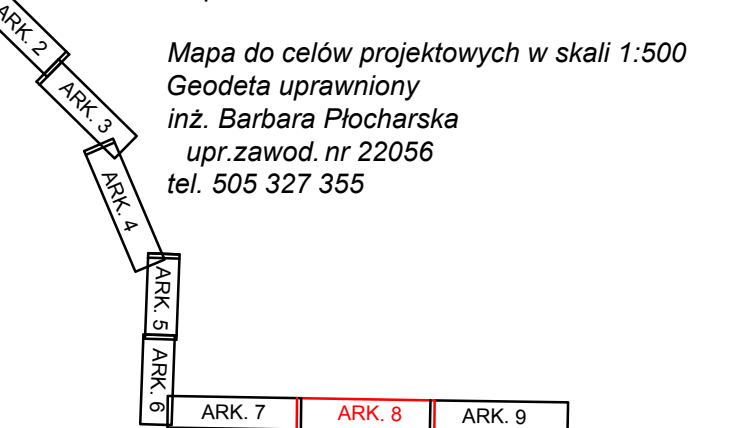 ARK. 2
Mapa do celów projektowych w skali 1:500
Geodeta uprawniony
ARK. 3
inż. Barbara Płocharska
upr.zawod. nr 22056
tel. 505 327 355
ARK. 4
ARK. 5
ARK. 6
ARK. 7
ARK. 8
ARK. 9